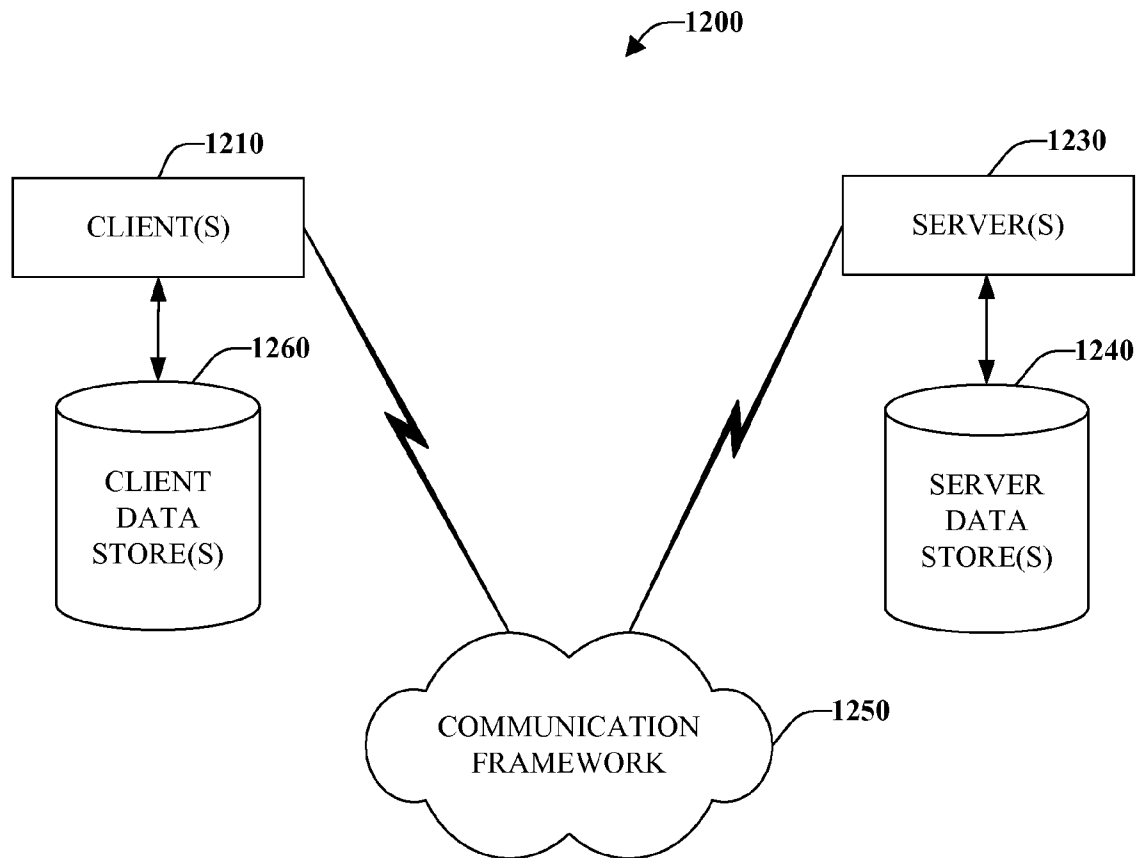 1200
1210
CLIENT(S)
1230
SERVER(S)
1260
CLIENT
DATA
STORE(S)
1240
SERVER
DATA
STORE(S)
COMMUNICATION
FRAMEWORK
1250